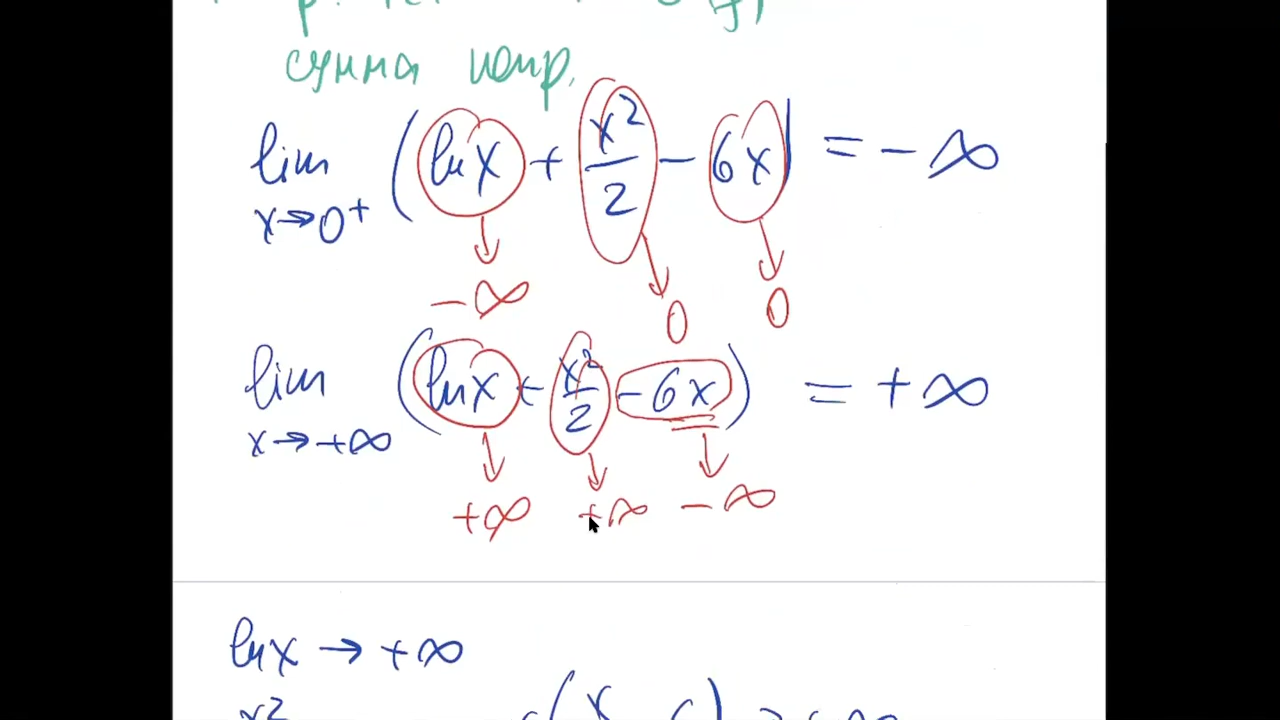 сумма непр.
lim x→0⁺ (ln x + x²/2 − 6x) = −∞
−∞ 0 0
lim x→+∞ (ln x + x²/2 − 6x) = +∞
+∞ +∞ −∞
ln x → +∞